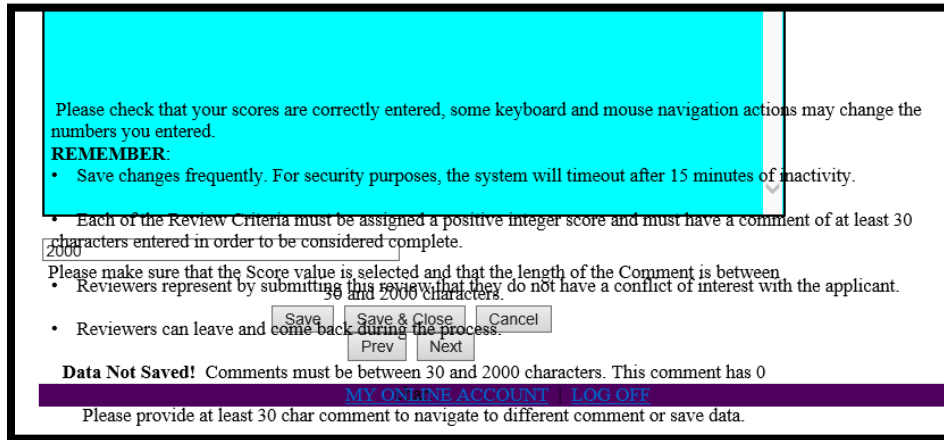 Please check that your scores are correctly entered, some keyboard and mouse navigation actions may change the
numbers you entered.
REMEMBER:
• Save changes frequently. For security purposes, the system will timeout after 15 minutes of inactivity.
• Each of the Review Criteria must be assigned a positive integer score and must have a comment of at least 30
characters entered in order to be considered complete.
2000
Please make sure that the Score value is selected and that the length of the Comment is between
30 and 2000 characters.
• Reviewers represent by submitting this review that they do not have a conflict of interest with the applicant.
Save Save & Close Cancel
• Reviewers can leave and come back during the process.
Prev Next
Data Not Saved! Comments must be between 30 and 2000 characters. This comment has 0
MY ONLINE ACCOUNT | LOG OFF
Please provide at least 30 char comment to navigate to different comment or save data.